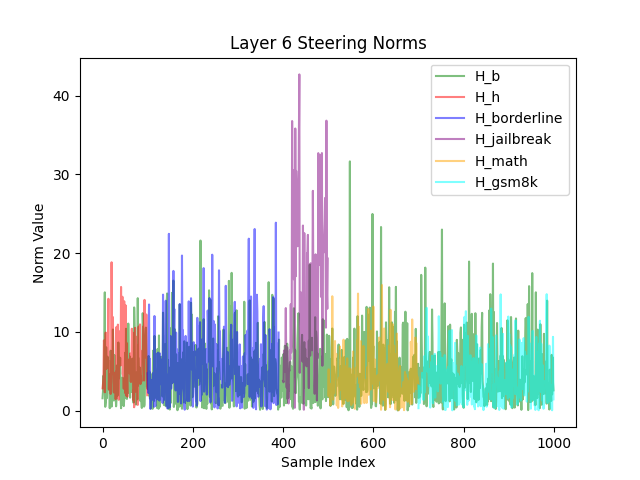 Layer 6 Steering Norms
H_b
H_h
H_borderline
H_jailbreak
H_math
H_gsm8k
Norm Value
40
30
20
10
0
0
200
400
600
800
1000
Sample Index